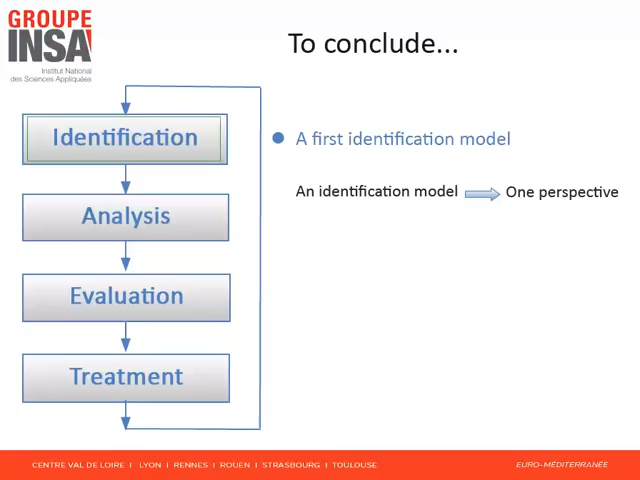 GROUPE
INSA
Institut National
des Sciences Appliquées
To conclude...
Identification
Analysis
Evaluation
Treatment
A first identification model
An identification model One perspective
CENTRE VAL DE LOIRE I LYON I RENNES I ROUEN I STRASBOURG I TOULOUSE
EURO-MÉDITERRANÉE